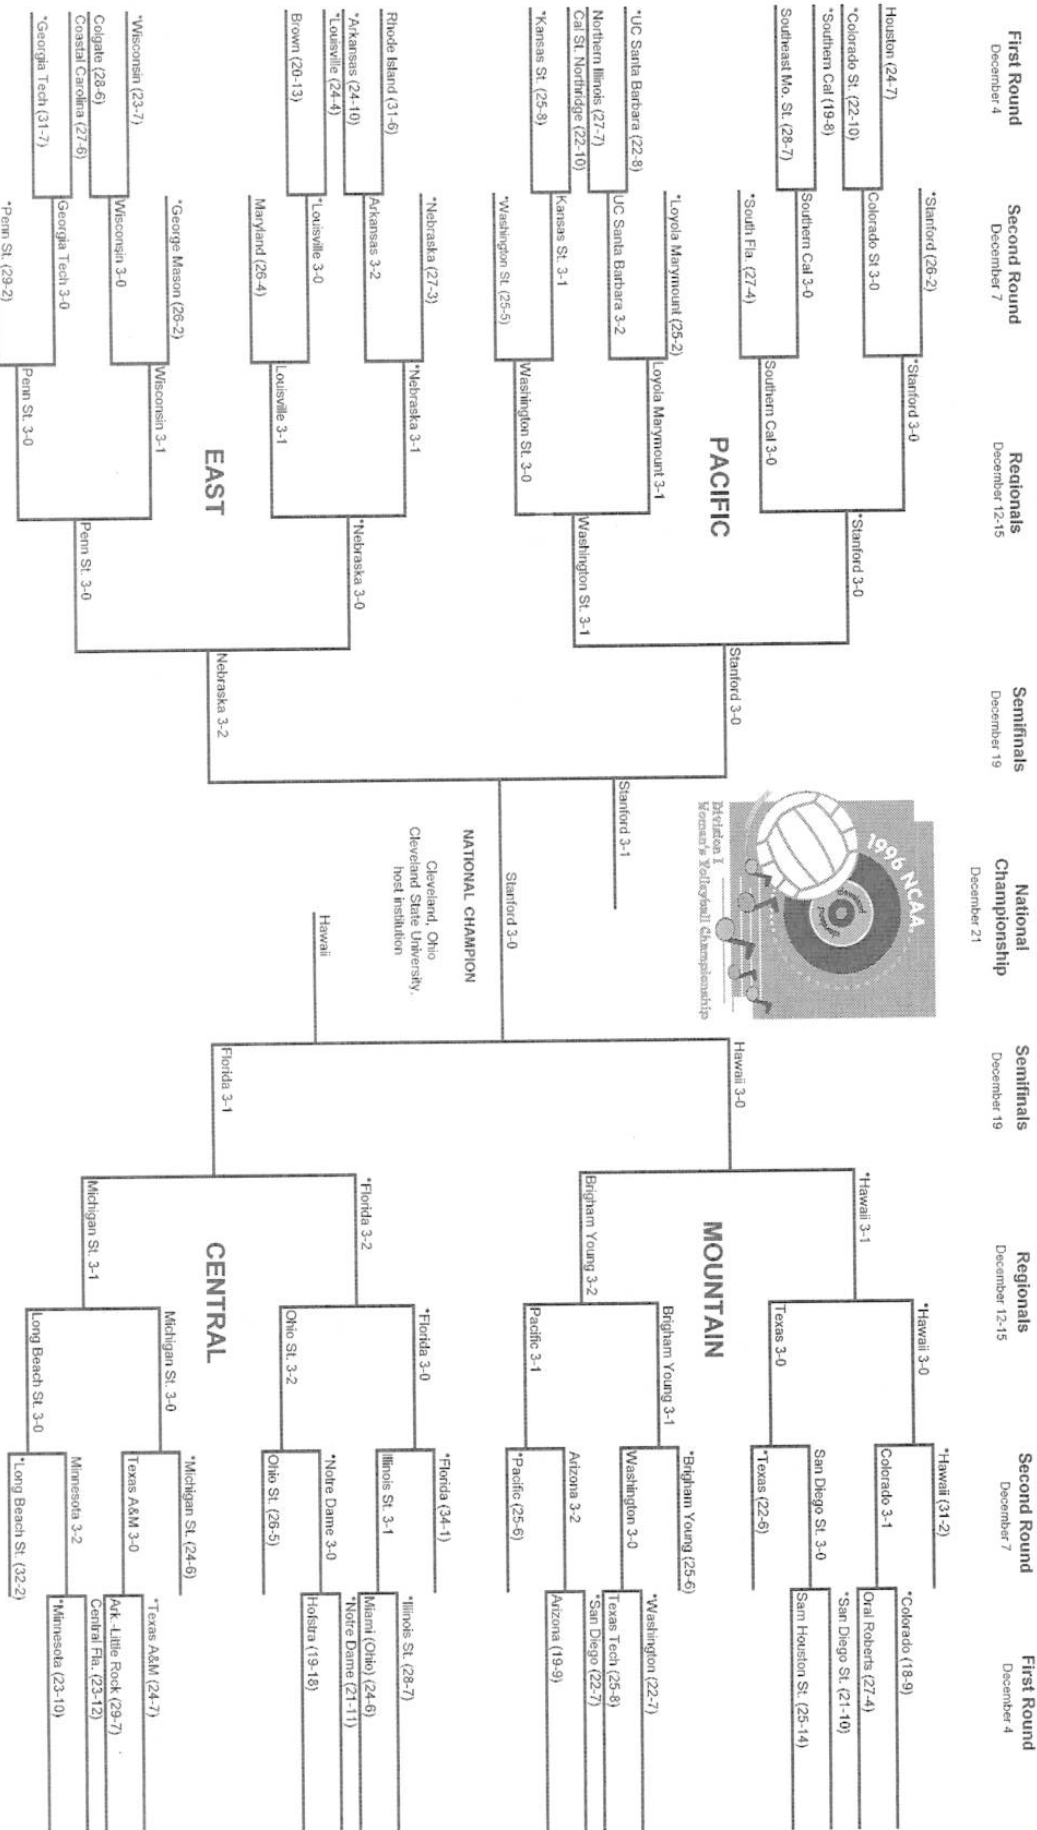 First Round
December 4
Second Round
December 7
Regionals
December 12-15
Semifinals
December 19
National
Championship
December 21
Semifinals
December 19
Regionals
December 12-15
Second Round
December 7
First Round
December 4
Houston (24-7)
*Colorado St. (22-10)
*Southern Cal (19-8)
Southeast Mo. St. (28-7)
*UC Santa Barbara (22-8)
Northern Illinois (27-7)
Cal St. Northridge (22-10)
*Kansas St. (25-8)
Rhode Island (31-6)
*Arkansas (24-10)
*Louisville (24-4)
Brown (20-13)
*Wisconsin (23-7)
Colgate (28-6)
Coastal Carolina (27-6)
*Georgia Tech (31-7)
*Stanford (26-2)
Colorado St 3-0
Southern Cal 3-0
*South Fla. (27-4)
*Loyola Marymount (25-2)
UC Santa Barbara 3-2
Kansas St. 3-1
*Washington St. (25-5)
*Nebraska (27-3)
Arkansas 3-2
*Louisville 3-0
Maryland (26-4)
*George Mason (26-2)
Wisconsin 3-0
Georgia Tech 3-0
*Penn St. (29-2)
*Stanford 3-0
Southern Cal 3-0
Loyola Marymount 3-1
Washington St. 3-0
*Nebraska 3-1
Louisville 3-1
Wisconsin 3-1
Penn St. 3-0
PACIFIC
EAST
*Stanford 3-0
Washington St. 3-1
*Nebraska 3-0
Penn St. 3-0
Stanford 3-0
Nebraska 3-2
Stanford 3-1
1996 NCAA
Division I
Women's Volleyball Championship
Stanford 3-0
NATIONAL CHAMPION
Cleveland, Ohio
Cleveland State University,
host institution
Hawaii
Hawaii 3-0
Florida 3-1
*Hawaii 3-1
Brigham Young 3-2
*Florida 3-2
Michigan St. 3-1
MOUNTAIN
CENTRAL
*Hawaii 3-0
Texas 3-0
Brigham Young 3-1
Pacific 3-1
*Florida 3-0
Ohio St. 3-2
Michigan St. 3-0
Long Beach St. 3-0
*Hawaii (31-2)
Colorado 3-1
San Diego St. 3-0
*Texas (22-6)
*Brigham Young (25-6)
Washington 3-0
Arizona 3-2
*Pacific (25-6)
*Florida (34-1)
Illinois St. 3-1
*Notre Dame 3-0
Ohio St. (26-5)
*Michigan St. (24-6)
Texas A&M 3-0
Minnesota 3-2
*Long Beach St. (32-2)
*Colorado (18-9)
Oral Roberts (27-4)
*San Diego St. (21-10)
Sam Houston St. (25-14)
*Washington (22-7)
Texas Tech (25-8)
*San Diego (22-7)
Arizona (19-9)
*Illinois St. (28-7)
Miami (Ohio) (24-6)
*Notre Dame (21-11)
Hofstra (19-18)
*Texas A&M (24-7)
Ark.-Little Rock (29-7)
Central Fla. (23-12)
*Minnesota (23-10)